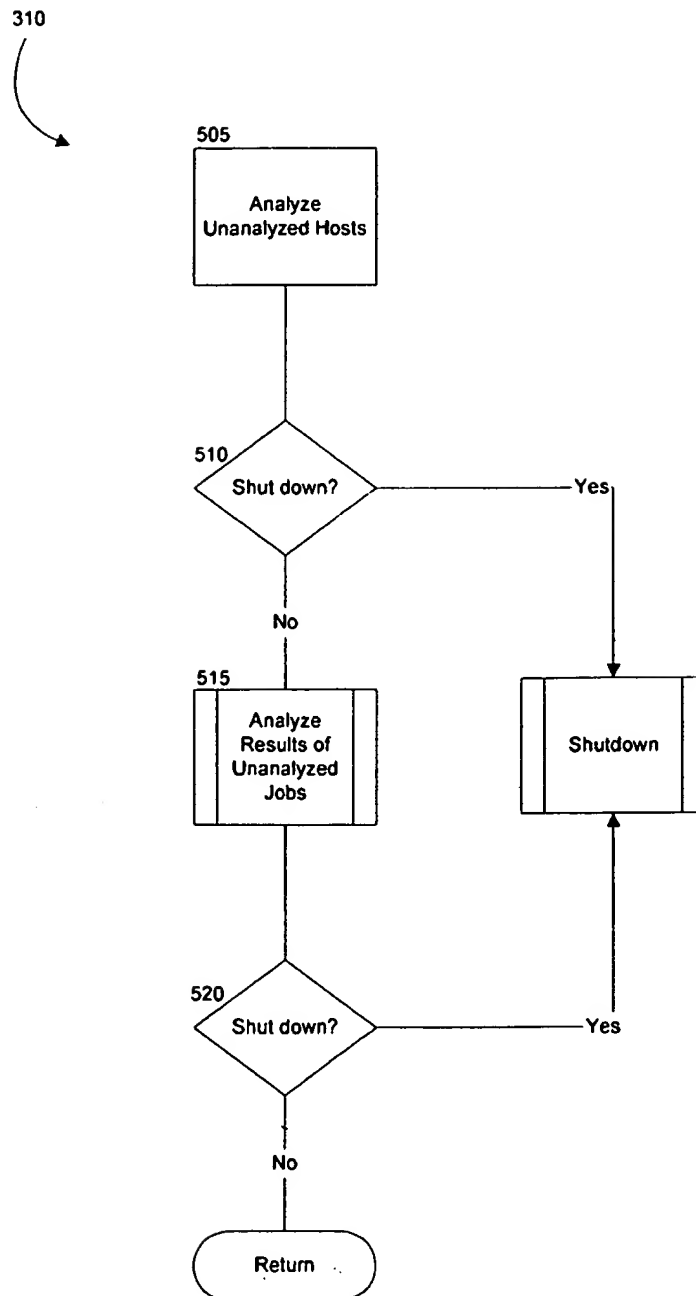 310
505
Analyze
Unanalyzed Hosts
510
Shut down?
Yes
No
515
Analyze
Results of
Unanalyzed
Jobs
Shutdown
520
Shut down?
Yes
No
Return